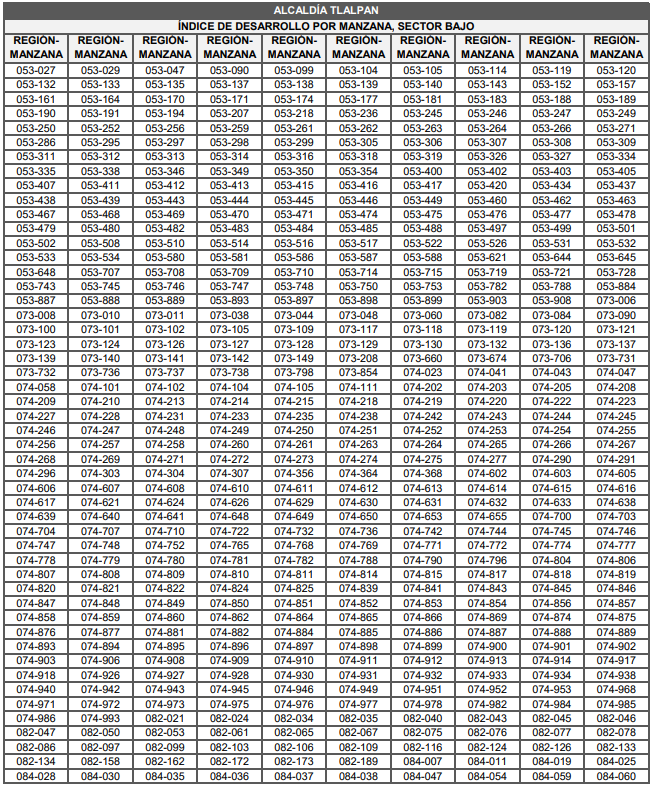 ALCALDÍA TLALPAN
ÍNDICE DE DESARROLLO POR MANZANA, SECTOR BAJO
REGIÓN-MANZANA REGIÓN-MANZANA REGIÓN-MANZANA REGIÓN-MANZANA REGIÓN-MANZANA REGIÓN-MANZANA REGIÓN-MANZANA REGIÓN-MANZANA REGIÓN-MANZANA REGIÓN-MANZANA
053-027 053-029 053-047 053-090 053-099 053-104 053-105 053-114 053-119 053-120
053-132 053-133 053-135 053-137 053-138 053-139 053-140 053-143 053-152 053-157
053-161 053-164 053-170 053-171 053-174 053-177 053-181 053-183 053-188 053-189
053-190 053-191 053-194 053-207 053-218 053-236 053-245 053-246 053-247 053-249
053-250 053-252 053-256 053-259 053-261 053-262 053-263 053-264 053-266 053-271
053-286 053-295 053-297 053-298 053-299 053-305 053-306 053-307 053-308 053-309
053-311 053-312 053-313 053-314 053-316 053-318 053-319 053-326 053-327 053-334
053-335 053-338 053-346 053-349 053-350 053-354 053-400 053-402 053-403 053-405
053-407 053-411 053-412 053-413 053-415 053-416 053-417 053-420 053-434 053-437
053-438 053-439 053-443 053-444 053-445 053-446 053-449 053-460 053-462 053-463
053-467 053-468 053-469 053-470 053-471 053-474 053-475 053-476 053-477 053-478
053-479 053-480 053-482 053-483 053-484 053-485 053-488 053-497 053-499 053-501
053-502 053-508 053-510 053-514 053-516 053-517 053-522 053-526 053-531 053-532
053-533 053-534 053-580 053-581 053-586 053-587 053-588 053-621 053-644 053-645
053-648 053-707 053-708 053-709 053-710 053-714 053-715 053-719 053-721 053-728
053-743 053-745 053-746 053-747 053-748 053-750 053-753 053-782 053-788 053-884
053-887 053-888 053-889 053-893 053-897 053-898 053-899 053-903 053-908 073-006
073-008 073-010 073-011 073-038 073-044 073-048 073-060 073-082 073-084 073-090
073-100 073-101 073-102 073-105 073-109 073-117 073-118 073-119 073-120 073-121
073-123 073-124 073-126 073-127 073-128 073-129 073-130 073-132 073-136 073-137
073-139 073-140 073-141 073-142 073-149 073-208 073-660 073-674 073-706 073-731
073-732 073-736 073-737 073-738 073-798 073-854 074-023 074-041 074-043 074-047
074-058 074-101 074-102 074-104 074-105 074-111 074-202 074-203 074-205 074-208
074-209 074-210 074-213 074-214 074-215 074-218 074-219 074-220 074-222 074-223
074-227 074-228 074-231 074-233 074-235 074-238 074-242 074-243 074-244 074-245
074-246 074-247 074-248 074-249 074-250 074-251 074-252 074-253 074-254 074-255
074-256 074-257 074-258 074-260 074-261 074-263 074-264 074-265 074-266 074-267
074-268 074-269 074-271 074-272 074-273 074-274 074-275 074-277 074-290 074-291
074-296 074-303 074-304 074-307 074-356 074-364 074-368 074-602 074-603 074-605
074-606 074-607 074-608 074-610 074-611 074-612 074-613 074-614 074-615 074-616
074-617 074-621 074-624 074-626 074-629 074-630 074-631 074-632 074-633 074-638
074-639 074-640 074-641 074-648 074-649 074-650 074-653 074-655 074-700 074-703
074-704 074-707 074-710 074-722 074-732 074-736 074-742 074-744 074-745 074-746
074-747 074-748 074-752 074-765 074-768 074-769 074-771 074-772 074-774 074-777
074-778 074-779 074-780 074-781 074-782 074-788 074-790 074-796 074-804 074-806
074-807 074-808 074-809 074-810 074-811 074-814 074-815 074-817 074-818 074-819
074-820 074-821 074-822 074-824 074-825 074-839 074-841 074-843 074-845 074-846
074-847 074-848 074-849 074-850 074-851 074-852 074-853 074-854 074-856 074-857
074-858 074-859 074-860 074-862 074-864 074-865 074-866 074-869 074-874 074-875
074-876 074-877 074-881 074-882 074-884 074-885 074-886 074-887 074-888 074-889
074-893 074-894 074-895 074-896 074-897 074-898 074-899 074-900 074-901 074-902
074-903 074-906 074-908 074-909 074-910 074-911 074-912 074-913 074-914 074-917
074-918 074-926 074-927 074-928 074-930 074-931 074-932 074-933 074-934 074-938
074-940 074-942 074-943 074-945 074-946 074-949 074-951 074-952 074-953 074-968
074-971 074-972 074-973 074-975 074-976 074-977 074-978 074-982 074-984 074-985
074-986 074-993 082-021 082-024 082-034 082-035 082-040 082-043 082-045 082-046
082-047 082-050 082-053 082-061 082-065 082-067 082-075 082-076 082-077 082-078
082-086 082-097 082-099 082-103 082-106 082-109 082-116 082-124 082-126 082-133
082-134 082-158 082-162 082-172 082-173 082-189 084-007 084-011 084-019 084-025
084-028 084-030 084-035 084-036 084-037 084-038 084-047 084-054 084-059 084-060